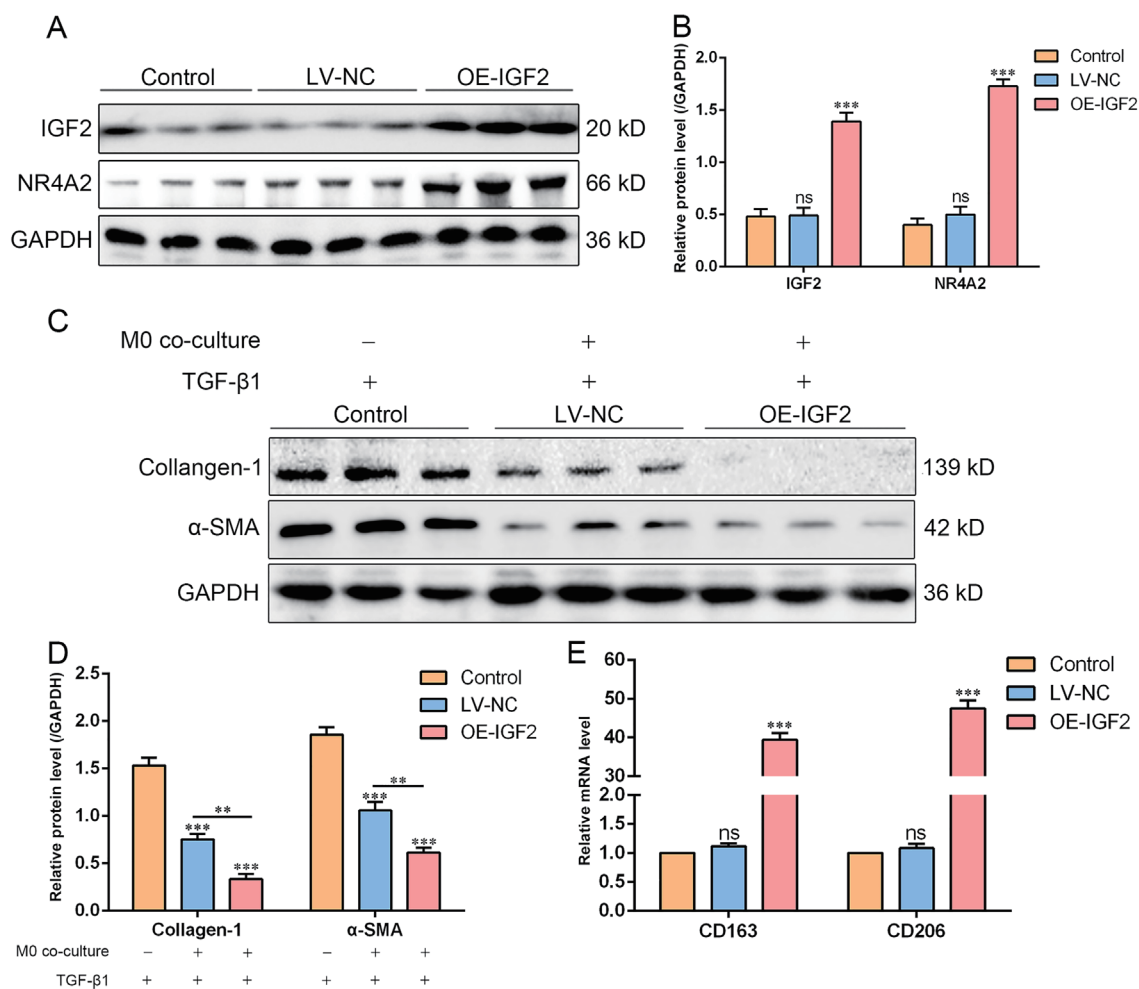 A
Control LV-NC OE-IGF2
IGF2 20 kD
NR4A2 66 kD
GAPDH 36 kD
B
Relative protein level (/GAPDH)
2.0
1.5
1.0
0.5
0.0
*** ***
ns ns
IGF2 NR4A2
Control
LV-NC
OE-IGF2
C
M0 co-culture − + +
TGF-β1 + + +
Control LV-NC OE-IGF2
Collangen-1 139 kD
α-SMA 42 kD
GAPDH 36 kD
D
Relative protein level (/GAPDH)
2.5
2.0
1.5
1.0
0.5
0.0
** **
*** *** *** ***
Collagen-1 α-SMA
M0 co-culture − + + − + +
TGF-β1 + + + + + +
Control
LV-NC
OE-IGF2
E
Relative mRNA level
60
50
40
30
2.0
1.5
1.0
0.5
0.0
*** ***
ns ns
CD163 CD206
Control
LV-NC
OE-IGF2